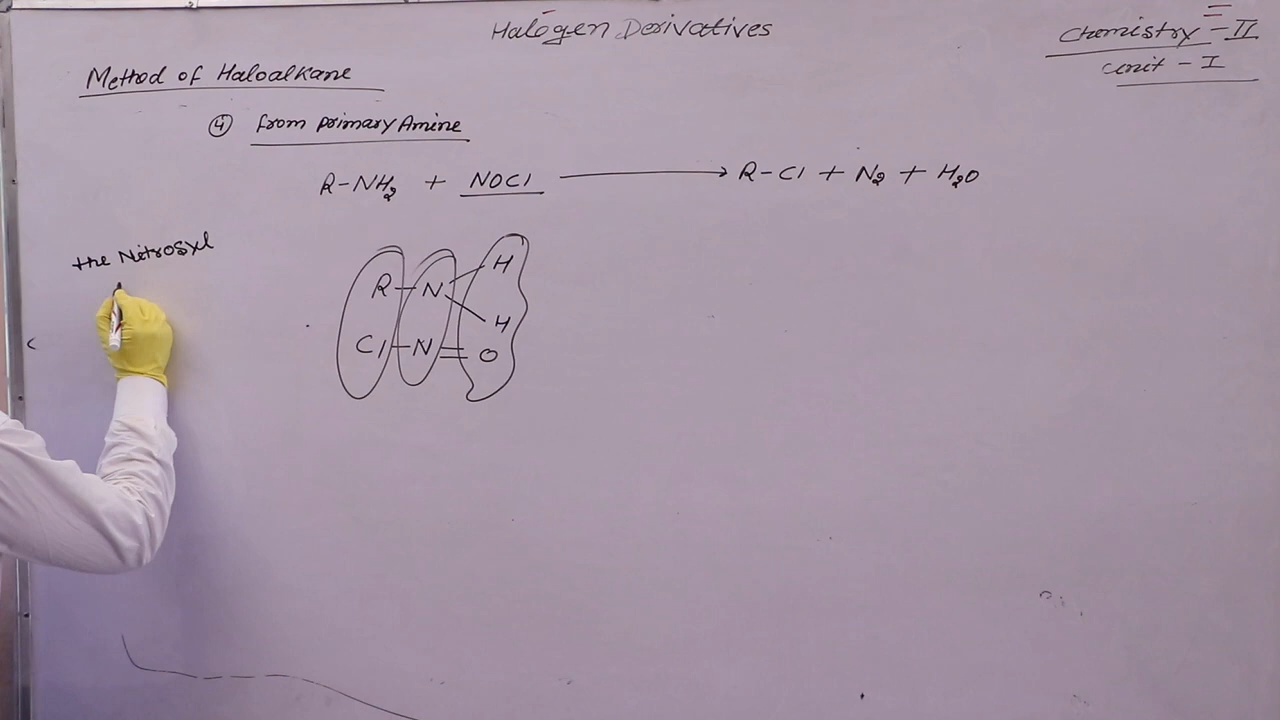 Halogen Derivatives
Chemistry - II
Unit - I
Method of Haloalkane
④ from primary Amine
R-NH₂ + NOCl ⟶ R-Cl + N₂ + H₂O
the Nitrosyl
R-N
H
H
Cl-N=O